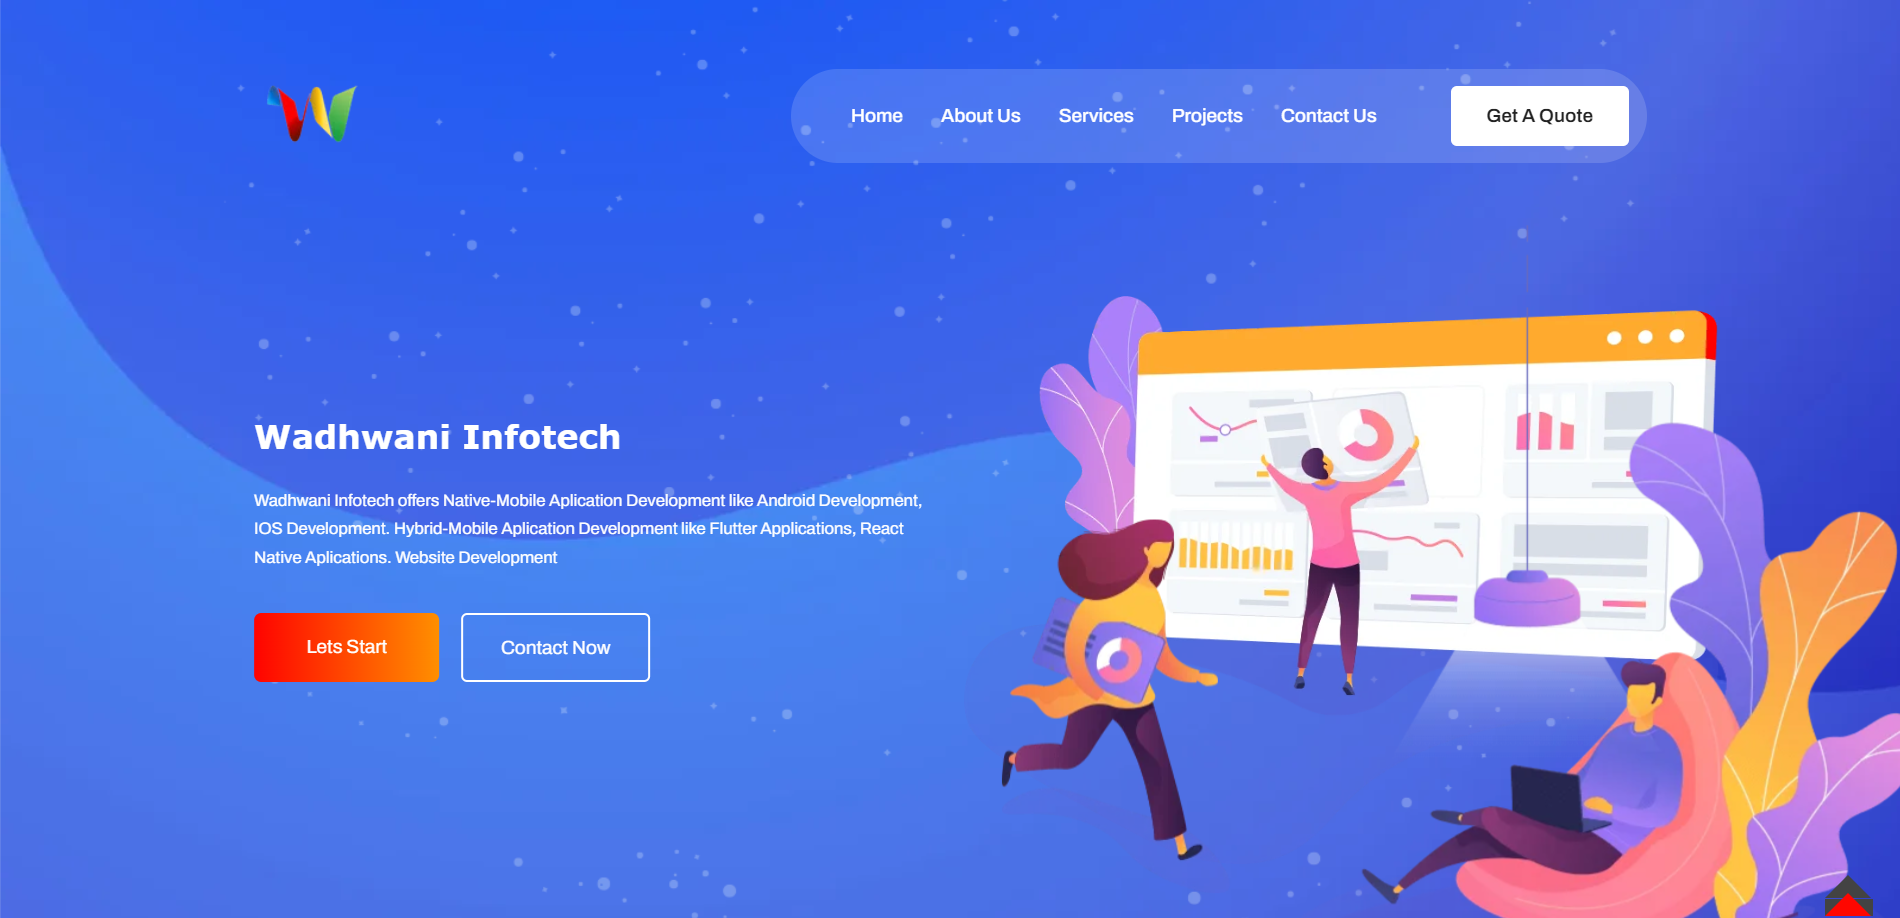 Home
About Us
Services
Projects
Contact Us
Get A Quote
Wadhwani Infotech
Wadhwani Infotech offers Native-Mobile Aplication Development like Android Development,
IOS Development. Hybrid-Mobile Aplication Development like Flutter Applications, React
Native Aplications. Website Development
Lets Start
Contact Now